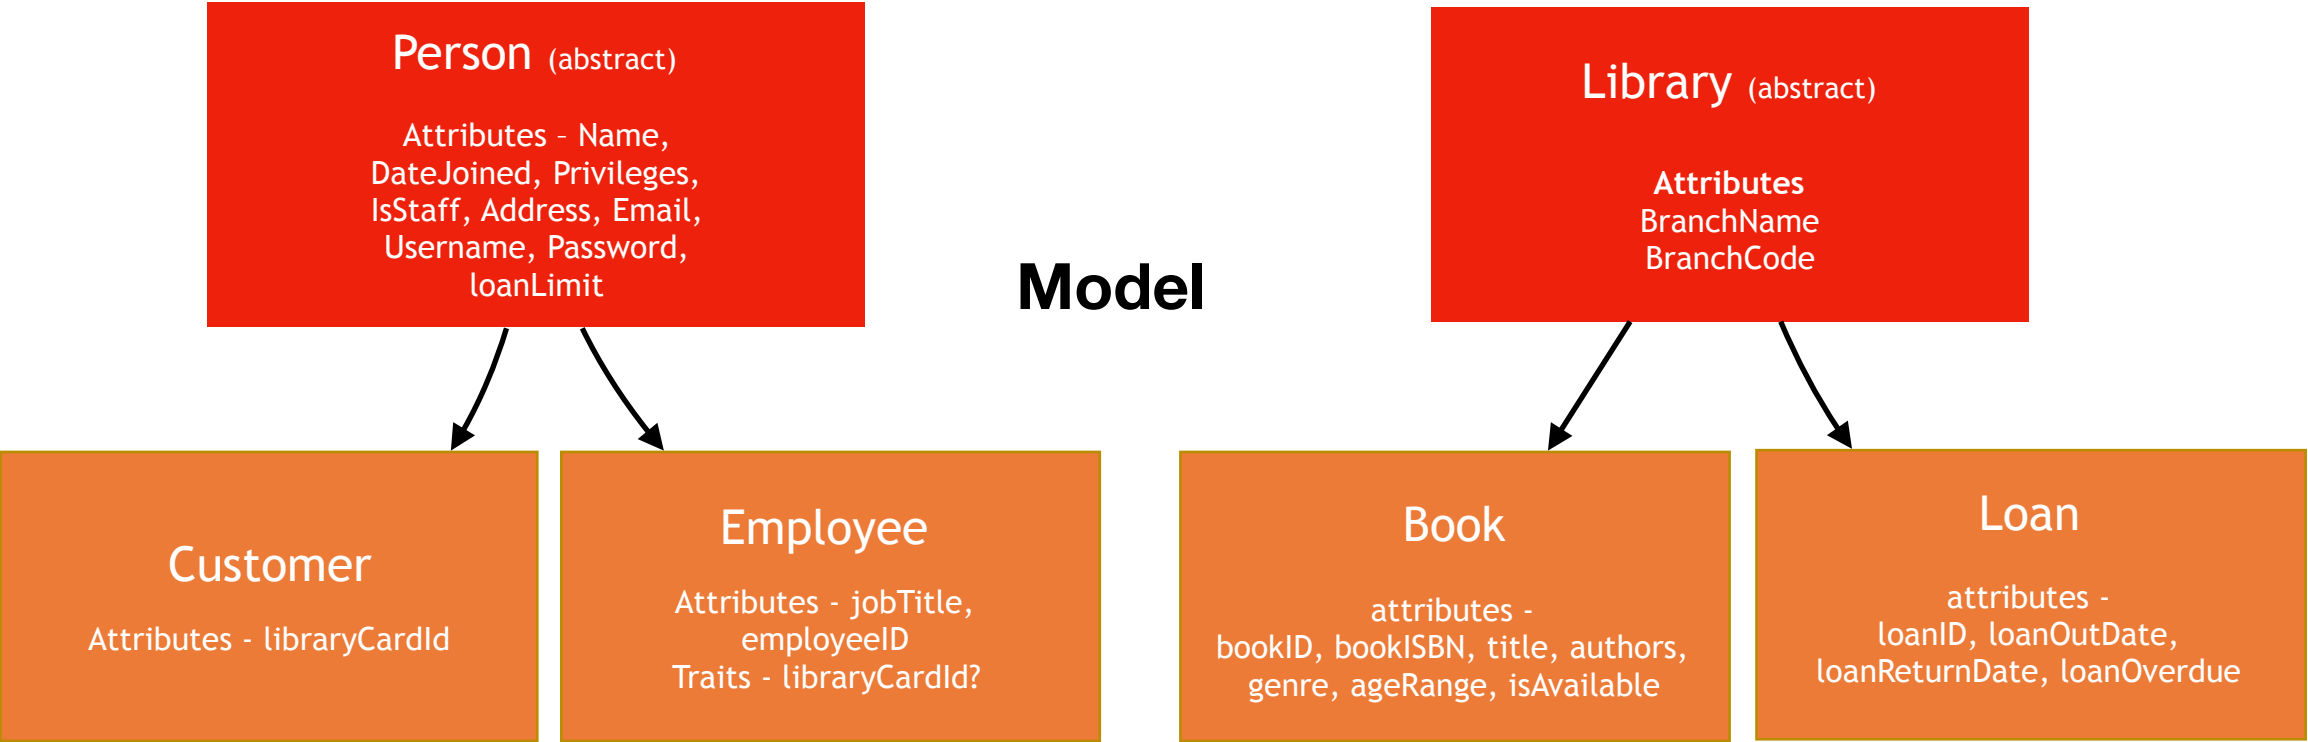 Person (abstract)
Attributes – Name,
DateJoined, Privileges,
IsStaff, Address, Email,
Username, Password,
loanLimit
Library (abstract)
Attributes
BranchName
BranchCode
Model
Customer
Attributes - libraryCardId
Employee
Attributes - jobTitle,
employeeID
Traits - libraryCardId?
Book
attributes -
bookID, bookISBN, title, authors,
genre, ageRange, isAvailable
Loan
attributes -
loanID, loanOutDate,
loanReturnDate, loanOverdue